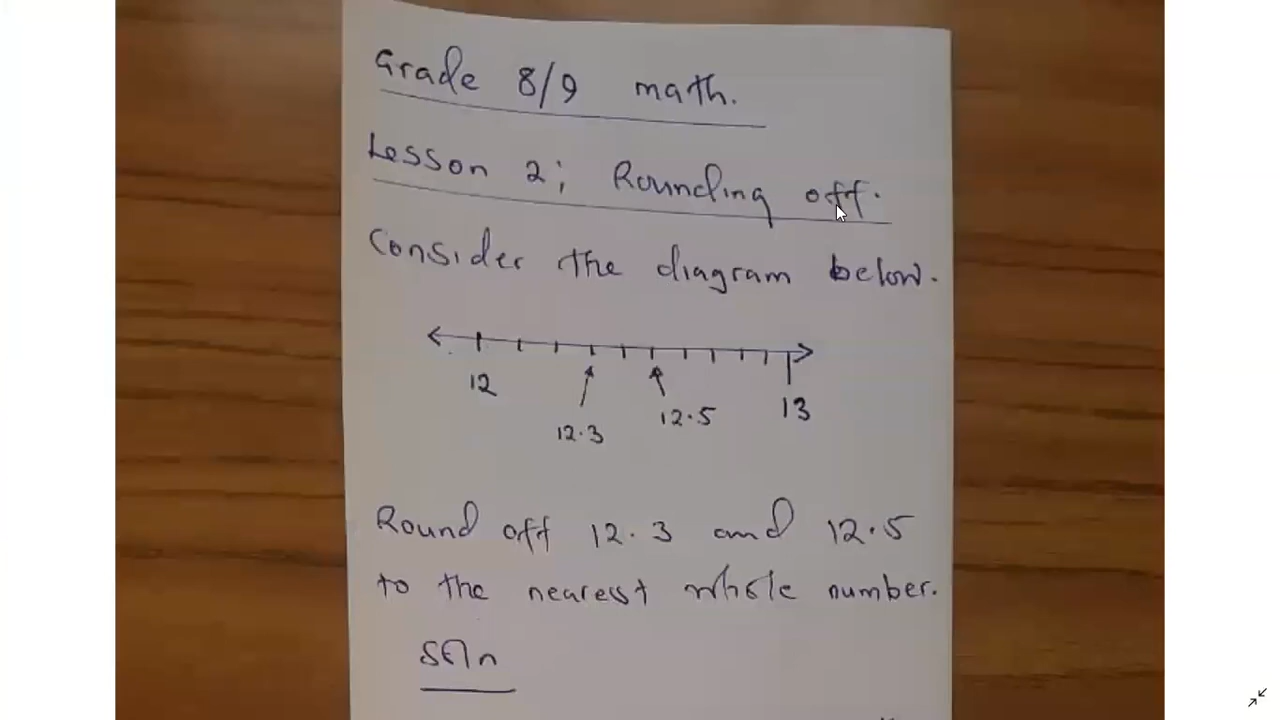 Grade 8/9 math.
Lesson 2; Rounding off.
Consider the diagram below.
12
12.3
12.5
13
Round off 12.3 and 12.5
to the nearest whole number.
Soln